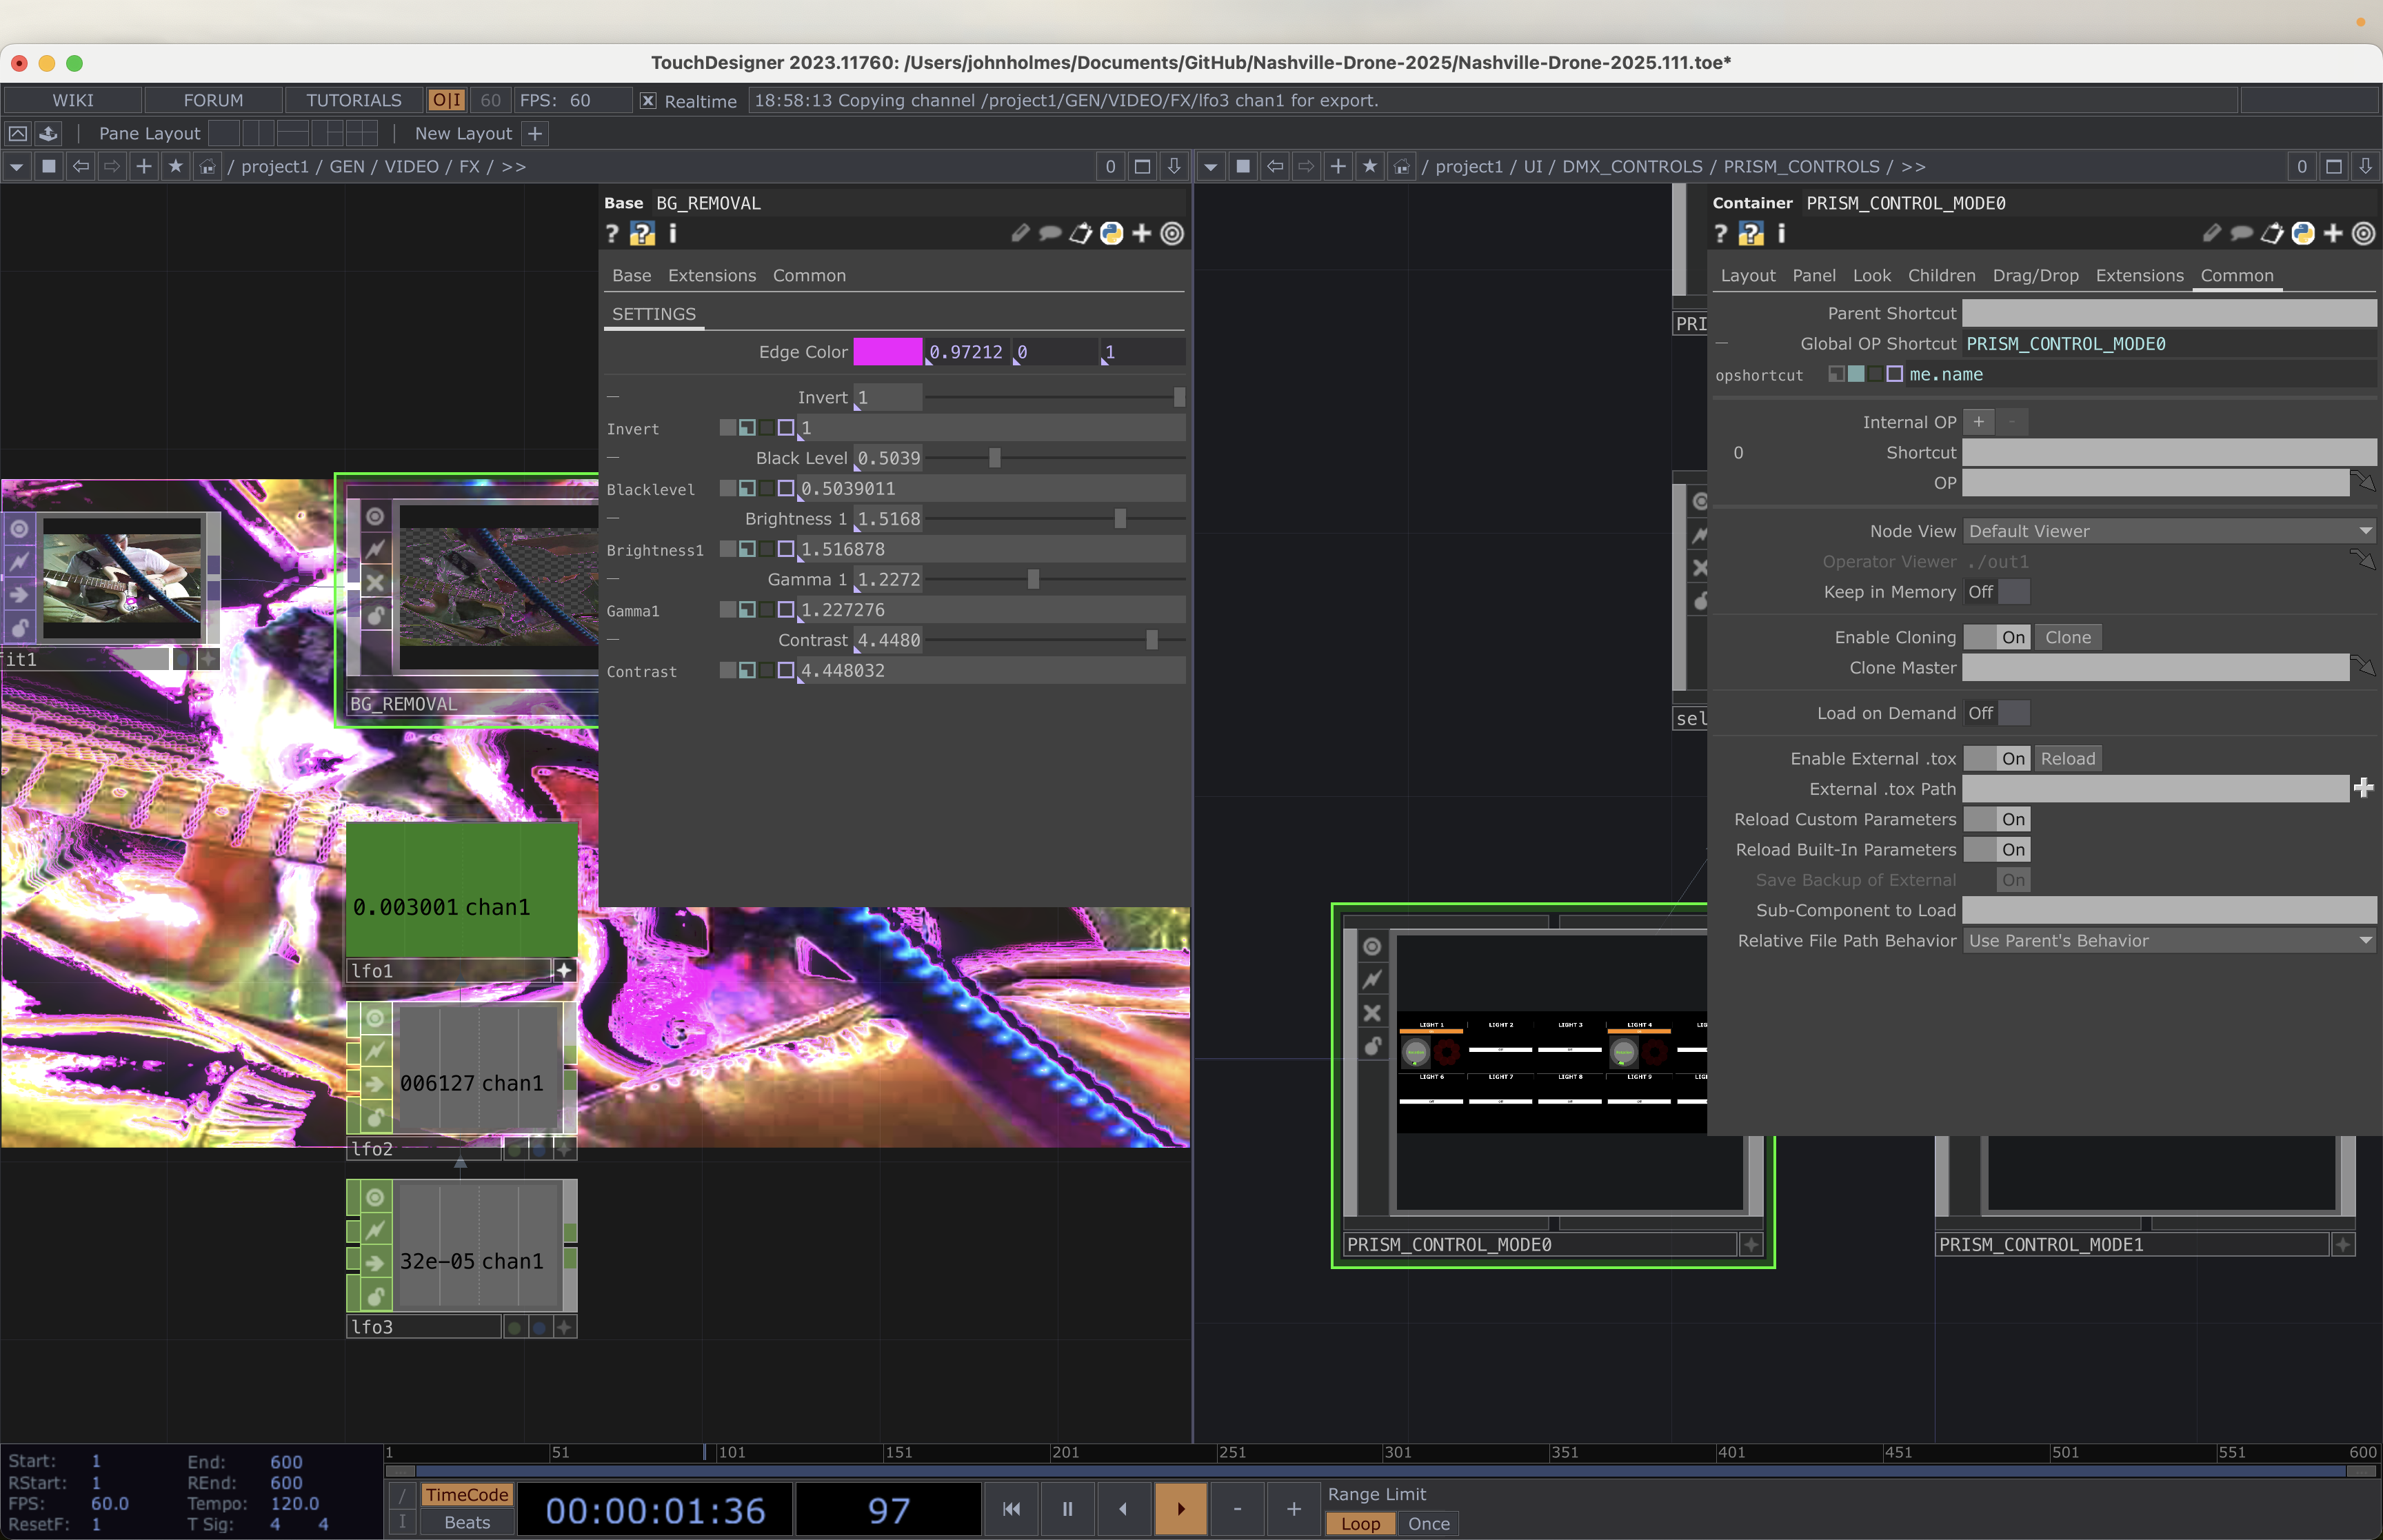 TouchDesigner 2023.11760: /Users/johnholmes/Documents/GitHub/Nashville-Drone-2025/Nashville-Drone-2025.111.toe*
WIKI FORUM TUTORIALS O|I 60 FPS: 60 Realtime 18:58:13 Copying channel /project1/GEN/VIDEO/FX/lfo3 chan1 for export.
Pane Layout New Layout +
/ project1 / GEN / VIDEO / FX / >> 0
/ project1 / UI / DMX_CONTROLS / PRISM_CONTROLS / >> 0
Base BG_REMOVAL
? ? i
Base Extensions Common
SETTINGS
Edge Color 0.97212 0 1
Invert 1
Invert 1
Black Level 0.5039
Blacklevel 0.5039011
Brightness 1 1.5168
Brightness1 1.516878
Gamma 1 1.2272
Gamma1 1.227276
Contrast 4.4480
Contrast 4.448032
fit1
BG_REMOVAL
0.003001 chan1
lfo1
006127 chan1
lfo2
32e-05 chan1
lfo3
PRI
sel
Container PRISM_CONTROL_MODE0
? ? i
Layout Panel Look Children Drag/Drop Extensions Common
Parent Shortcut
Global OP Shortcut PRISM_CONTROL_MODE0
opshortcut me.name
Internal OP + -
0 Shortcut
OP
Node View Default Viewer
Operator Viewer ./out1
Keep in Memory Off
Enable Cloning On Clone
Clone Master
Load on Demand Off
Enable External .tox On Reload
External .tox Path
Reload Custom Parameters On
Reload Built-In Parameters On
Save Backup of External On
Sub-Component to Load
Relative File Path Behavior Use Parent's Behavior
LIGHT 1 LIGHT 2 LIGHT 3 LIGHT 4 LIG
LIGHT 6 LIGHT 7 LIGHT 8 LIGHT 9 LIG
PRISM_CONTROL_MODE0
PRISM_CONTROL_MODE1
1 51 101 151 201 251 301 351 401 451 501 551 600
Start: 1 End: 600
RStart: 1 REnd: 600
FPS: 60.0 Tempo: 120.0
ResetF: 1 T Sig: 4 4
/ TimeCode
I Beats
00:00:01:36 97
- +
Range Limit
Loop Once